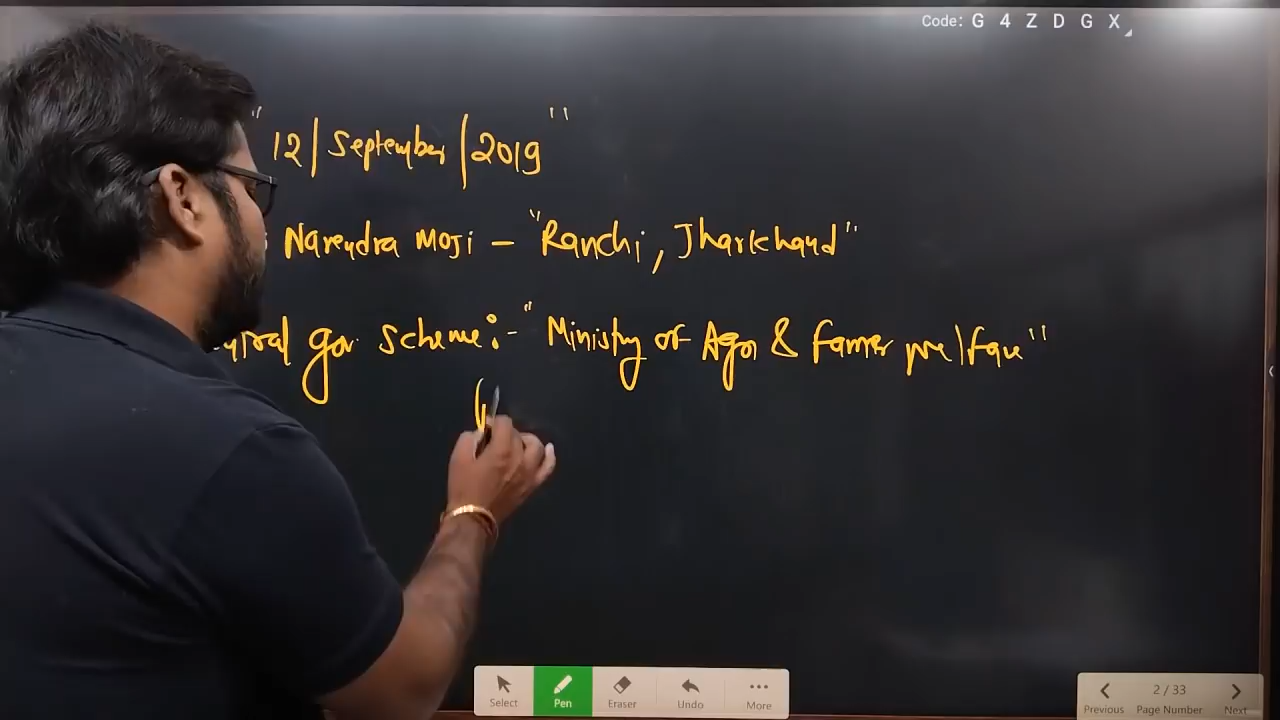 Code: G 4 Z D G X
"12/September/2019"
Narendra Moji - "Ranchi, Jharkhand"
gov scheme:- "Ministry of Agri & farmer welfare"
Select Pen Eraser Undo More
2 / 33
Previous Page Number Next